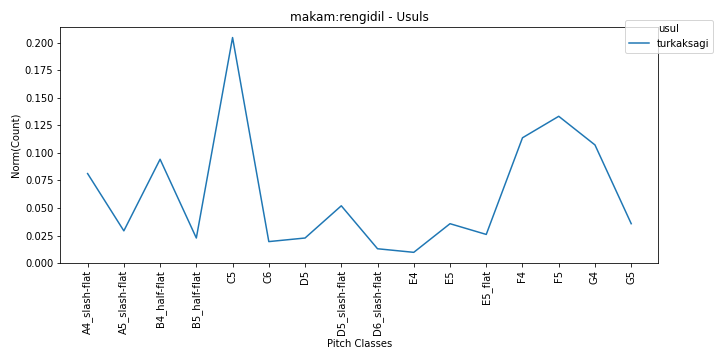 makam:rengidil - Usuls
usul
turkaksagi
Norm(Count)
0.200
0.175
0.150
0.125
0.100
0.075
0.050
0.025
0.000
A4_slash-flat
A5_slash-flat
B4_half-flat
B5_half-flat
C5
C6
D5
D5_slash-flat
D6_slash-flat
E4
E5
E5_flat
F4
F5
G4
G5
Pitch Classes